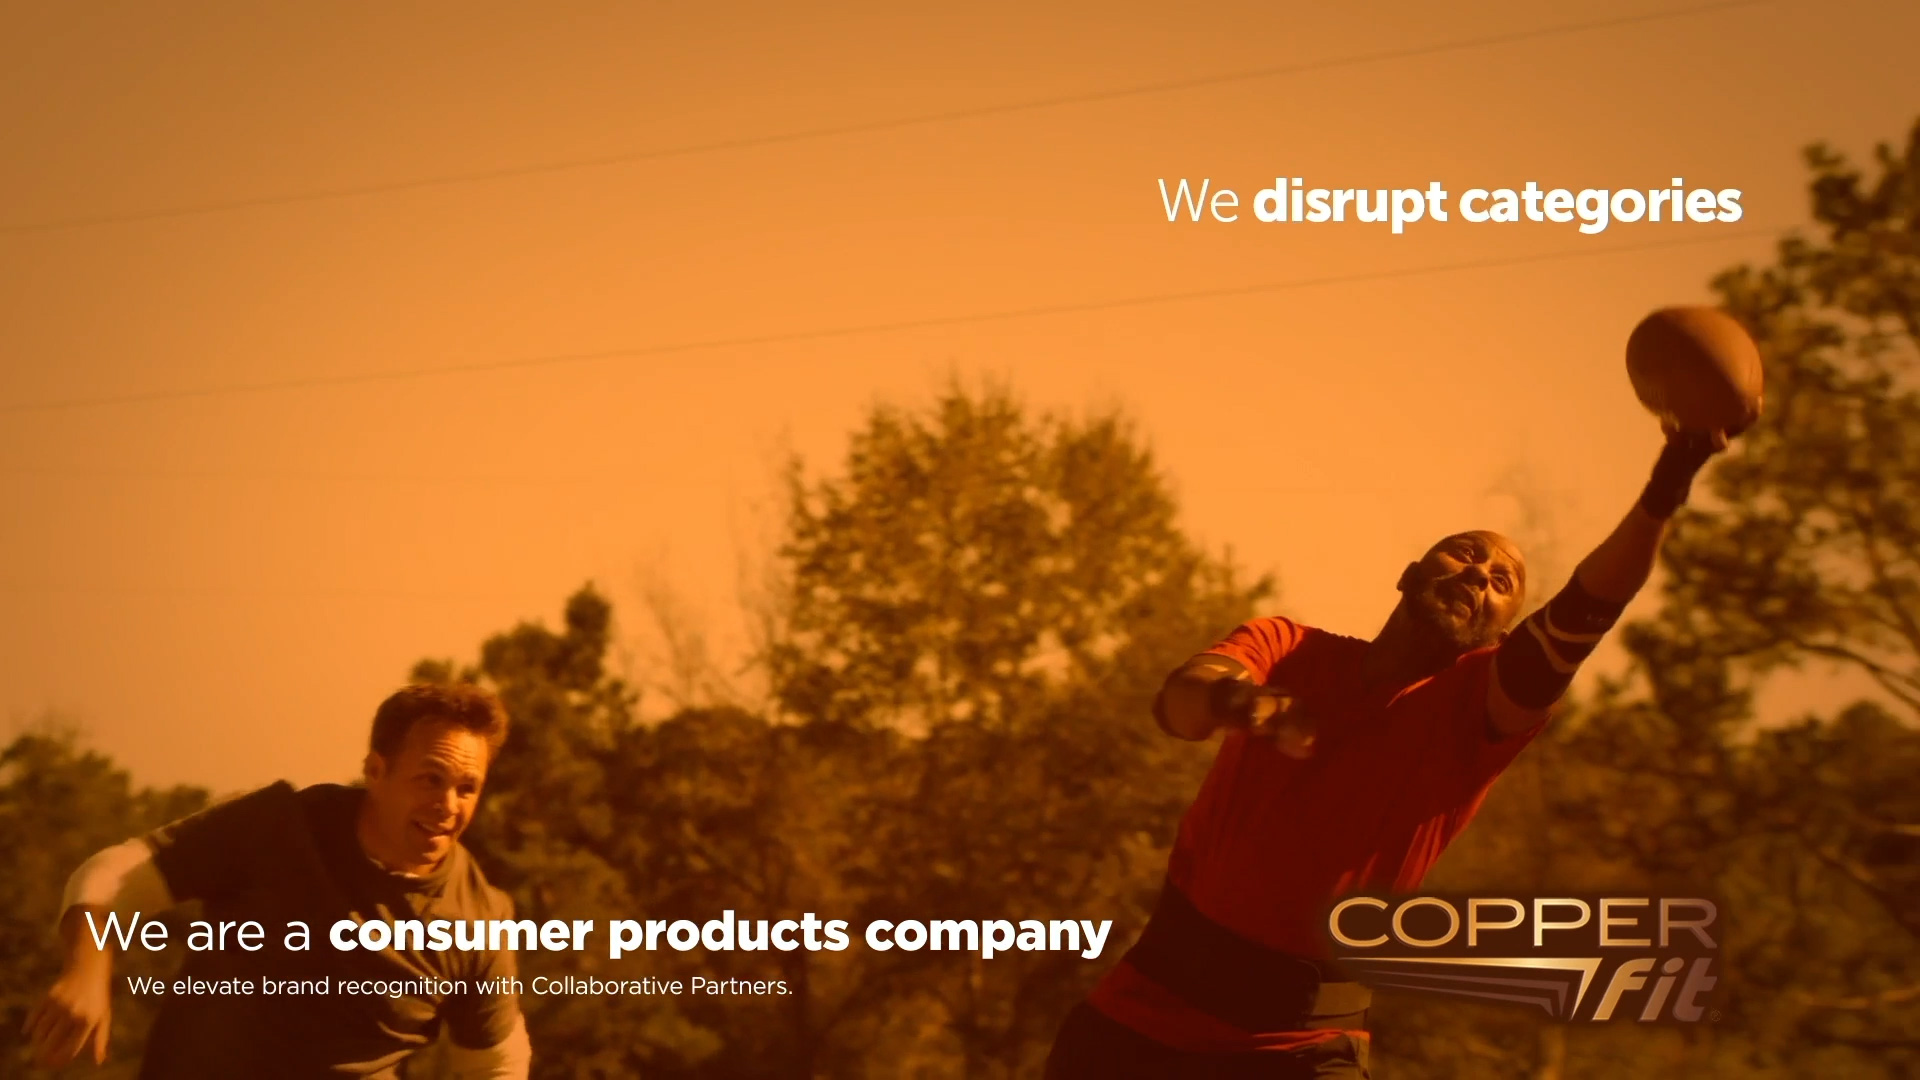 We disrupt categories
We are a consumer products company
We elevate brand recognition with Collaborative Partners.
COPPER
fit®